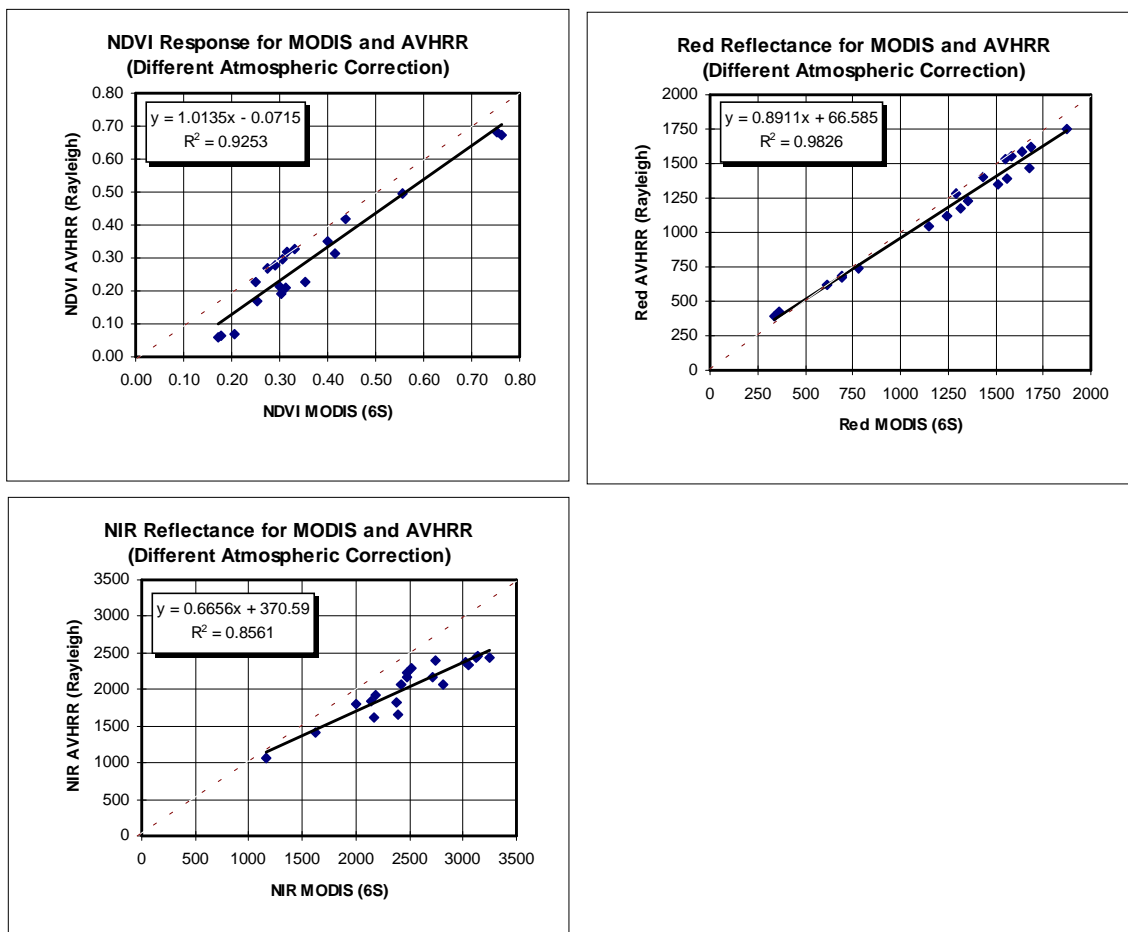 NDVI Response for MODIS and AVHRR
(Different Atmospheric Correction)
y = 1.0135x - 0.0715
R² = 0.9253
0.80
0.70
0.60
0.50
0.40
0.30
0.20
0.10
0.00
NDVI AVHRR (Rayleigh)
0.00 0.10 0.20 0.30 0.40 0.50 0.60 0.70 0.80
NDVI MODIS (6S)
Red Reflectance for MODIS and AVHRR
(Different Atmospheric Correction)
y = 0.8911x + 66.585
R² = 0.9826
2000
1750
1500
1250
1000
750
500
250
0
Red AVHRR (Rayleigh)
0 250 500 750 1000 1250 1500 1750 2000
Red MODIS (6S)
NIR Reflectance for MODIS and AVHRR
(Different Atmospheric Correction)
y = 0.6656x + 370.59
R² = 0.8561
3500
3000
2500
2000
1500
1000
500
0
NIR AVHRR (Rayleigh)
0 500 1000 1500 2000 2500 3000 3500
NIR MODIS (6S)